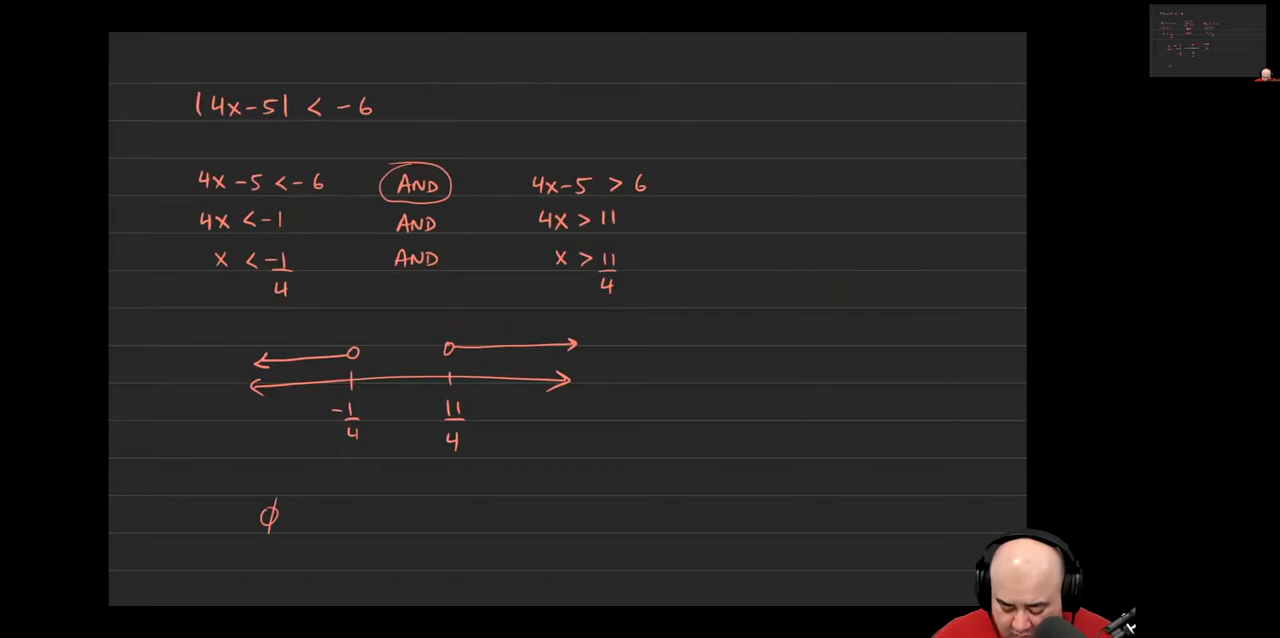 |4x-5| < -6
4x-5 < -6 AND 4x-5 > 6
4x < -1 AND 4x > 11
x < -1/4 AND x > 11/4
-1/4 11/4
∅